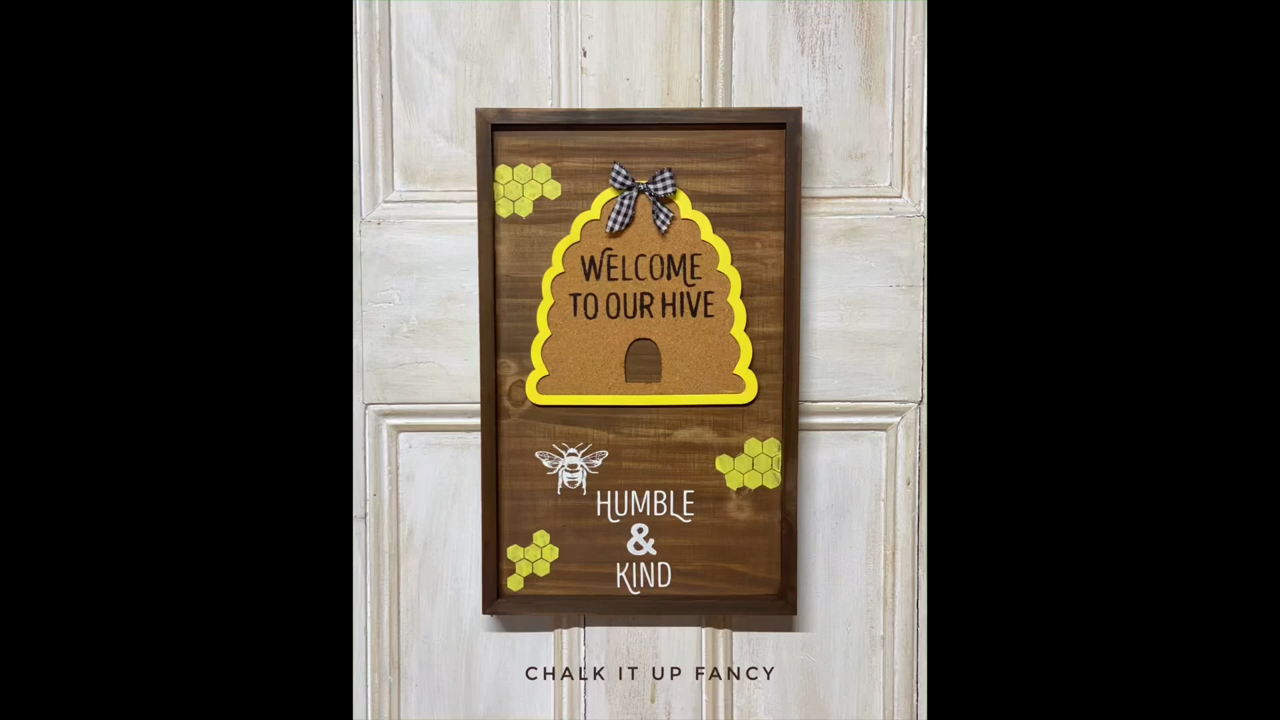 WELCOME
TO OUR HIVE
HUMBLE
&
KIND
CHALK IT UP FANCY